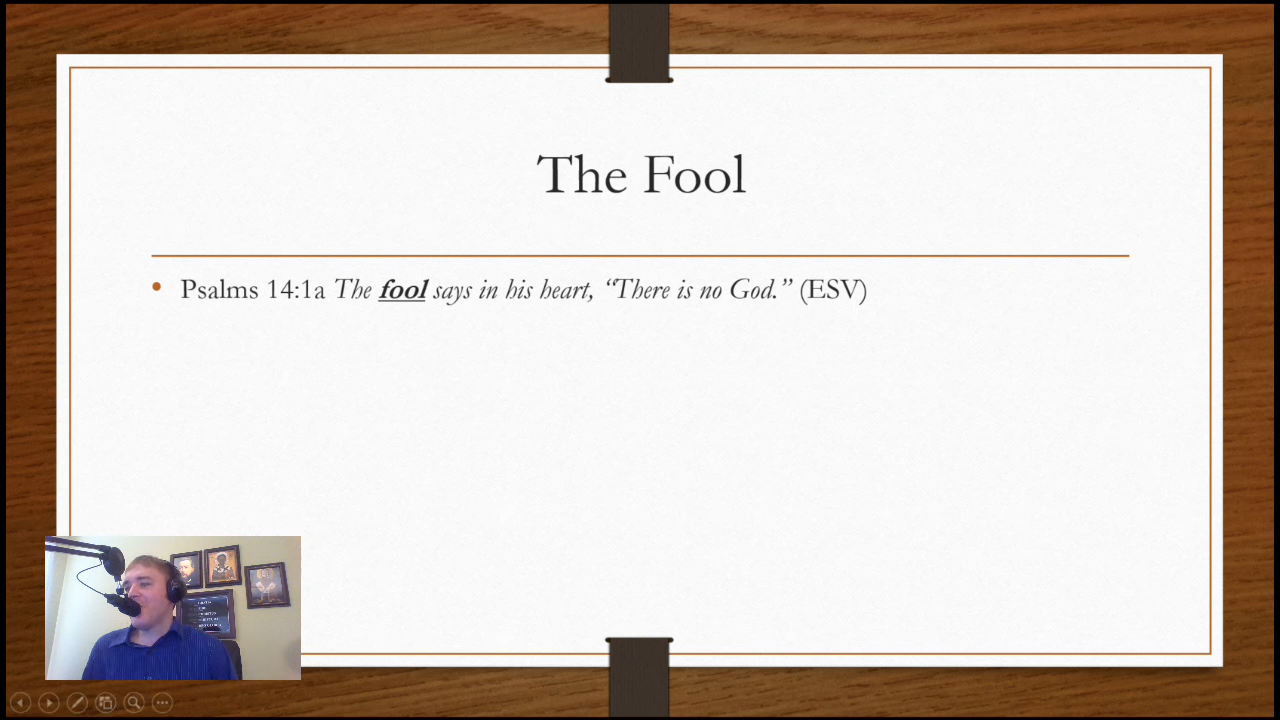 The Fool
• Psalms 14:1a The fool says in his heart, “There is no God.” (ESV)